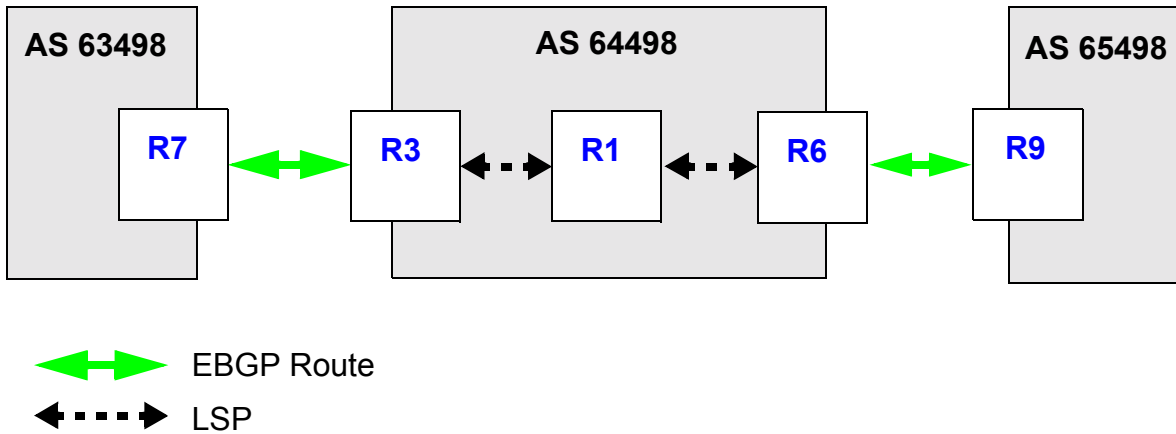 AS 63498
AS 64498
AS 65498
R7
R3
R1
R6
R9
EBGP Route
LSP